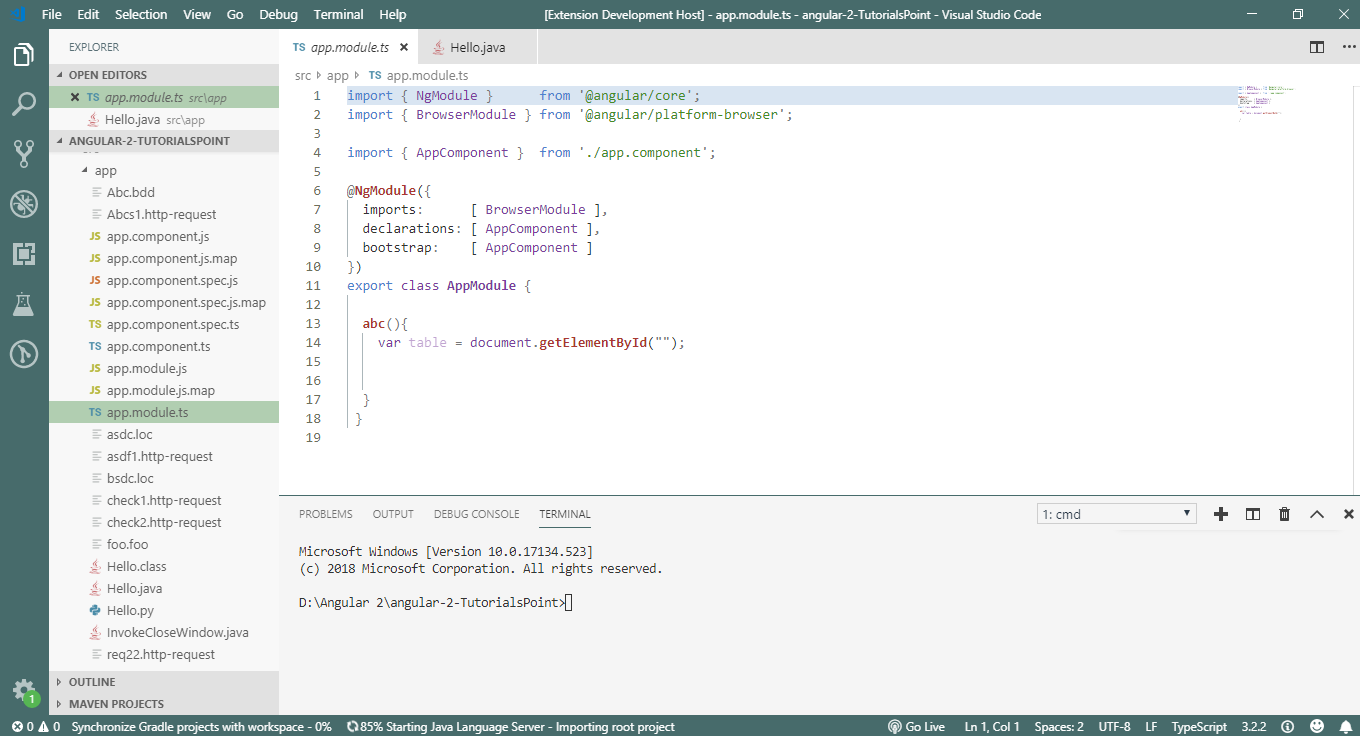 File Edit Selection View Go Debug Terminal Help
[Extension Development Host] - app.module.ts - angular-2-TutorialsPoint - Visual Studio Code
EXPLORER
OPEN EDITORS
TS app.module.ts src\app
Hello.java src\app
ANGULAR-2-TUTORIALSPOINT
app
Abc.bdd
Abcs1.http-request
JS app.component.js
JS app.component.js.map
JS app.component.spec.js
JS app.component.spec.js.map
TS app.component.spec.ts
TS app.component.ts
JS app.module.js
JS app.module.js.map
TS app.module.ts
asdc.loc
asdf1.http-request
bsdc.loc
check1.http-request
check2.http-request
foo.foo
Hello.class
Hello.java
Hello.py
InvokeCloseWindow.java
req22.http-request
OUTLINE
MAVEN PROJECTS
1
TS app.module.ts
Hello.java
src app TS app.module.ts
1 import { NgModule }      from '@angular/core';
2 import { BrowserModule } from '@angular/platform-browser';
3
4 import { AppComponent }  from './app.component';
5
6 @NgModule({
7   imports:      [ BrowserModule ],
8   declarations: [ AppComponent ],
9   bootstrap:    [ AppComponent ]
10 })
11 export class AppModule {
12
13   abc(){
14     var table = document.getElementById("");
15
16
17   }
18  }
19
PROBLEMS OUTPUT DEBUG CONSOLE TERMINAL
1: cmd
Microsoft Windows [Version 10.0.17134.523]
(c) 2018 Microsoft Corporation. All rights reserved.
D:\Angular 2\angular-2-TutorialsPoint>
0 0 Synchronize Gradle projects with workspace - 0% 85% Starting Java Language Server - Importing root project
Go Live Ln 1, Col 1 Spaces: 2 UTF-8 LF TypeScript 3.2.2